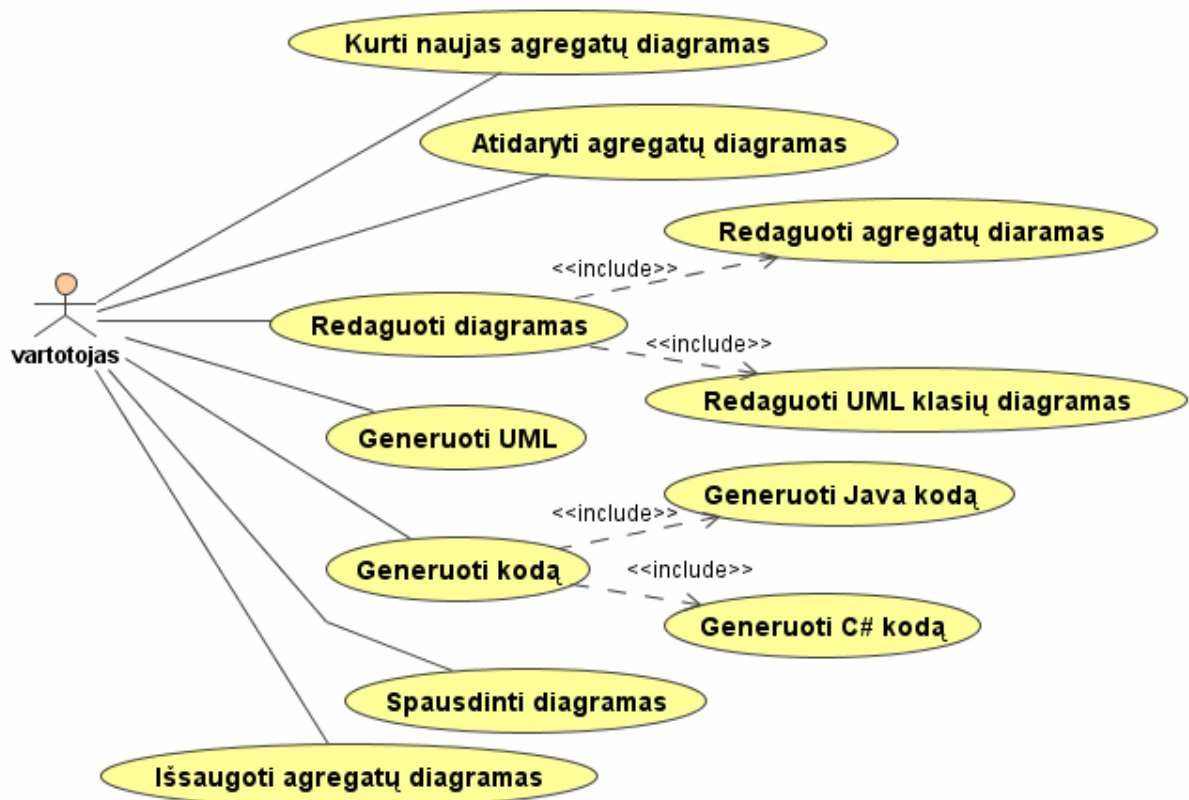 Kurti naujas agregatų diagramas
Atidaryti agregatų diagramas
Redaguoti agregatų diaramas
<<include>>
Redaguoti diagramas
<<include>>
vartotojas
Redaguoti UML klasių diagramas
Generuoti UML
Generuoti Java kodą
<<include>>
Generuoti kodą
<<include>>
Generuoti C# kodą
Spausdinti diagramas
Išsaugoti agregatų diagramas